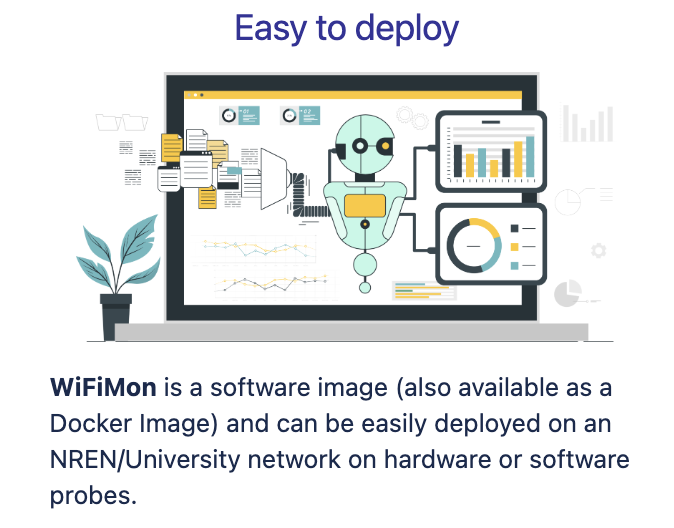 Easy to deploy
WiFiMon is a software image (also available as a
Docker Image) and can be easily deployed on an
NREN/University network on hardware or software
probes.